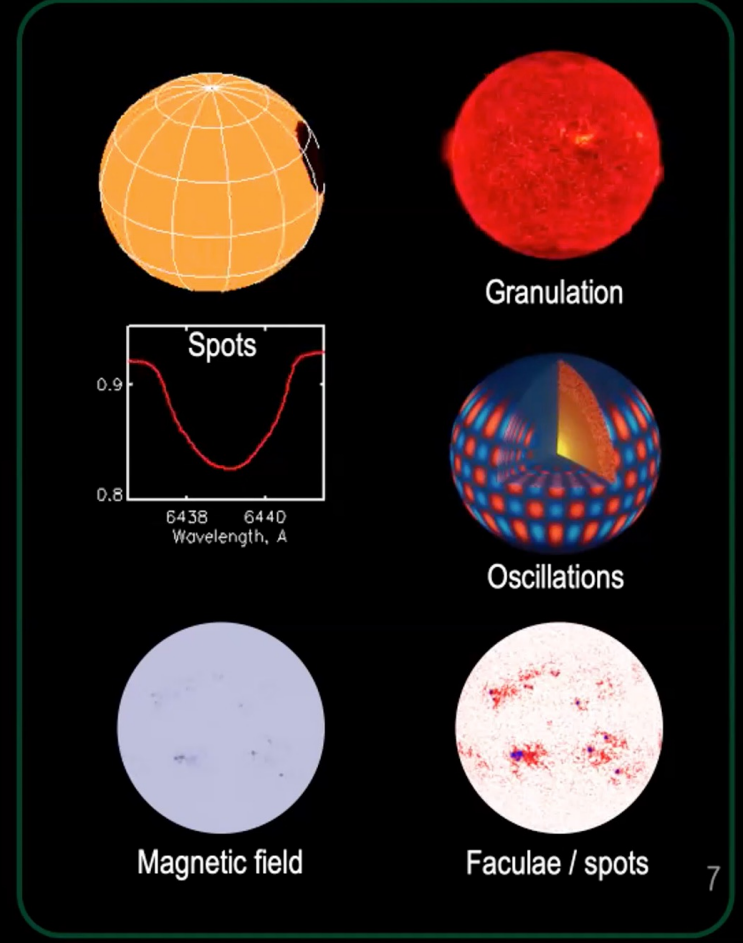 Granulation
Spots
0.9
0.8
6438 6440
Wavelength, A
Oscillations
Magnetic field
Faculae / spots
7